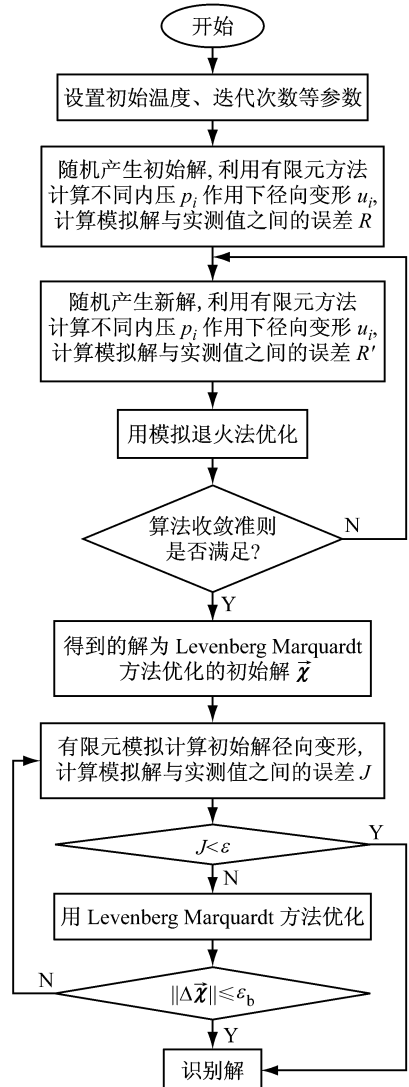 开始
设置初始温度、迭代次数等参数
随机产生初始解, 利用有限元方法
计算不同内压 pᵢ 作用下径向变形 uᵢ,
计算模拟解与实测值之间的误差 R
随机产生新解, 利用有限元方法
计算不同内压 pᵢ 作用下径向变形 uᵢ,
计算模拟解与实测值之间的误差 R′
用模拟退火法优化
算法收敛准则
是否满足?
N
Y
得到的解为 Levenberg Marquardt
方法优化的初始解 χ⃗
有限元模拟计算初始解径向变形,
计算模拟解与实测值之间的误差 J
J<ε
Y
N
用 Levenberg Marquardt 方法优化
‖Δχ⃗‖≤ε_b
N
Y
识别解